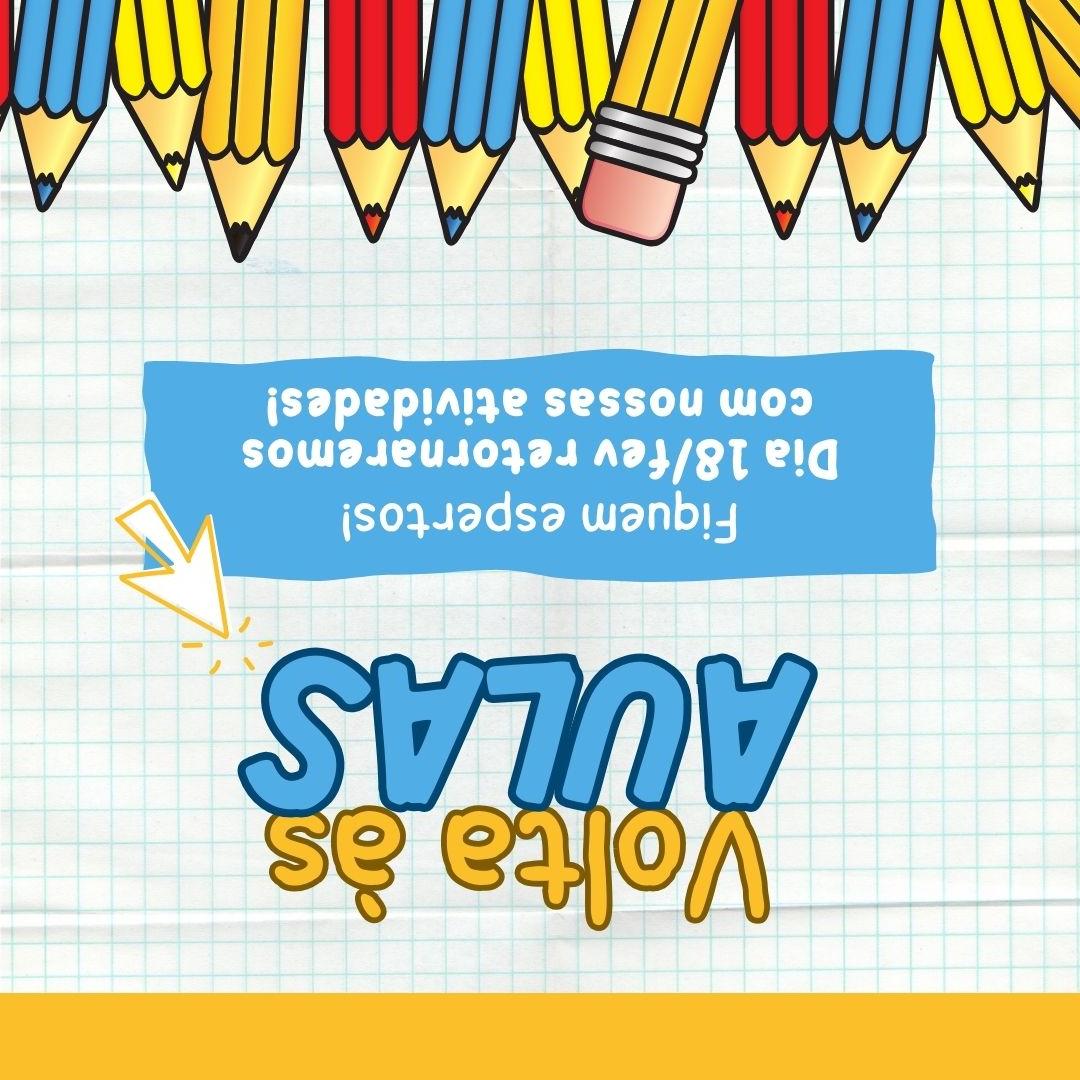 Volta às
AULAS
Fiquem espertos!
Dia 18/fev retornaremos
com nossas atividades!